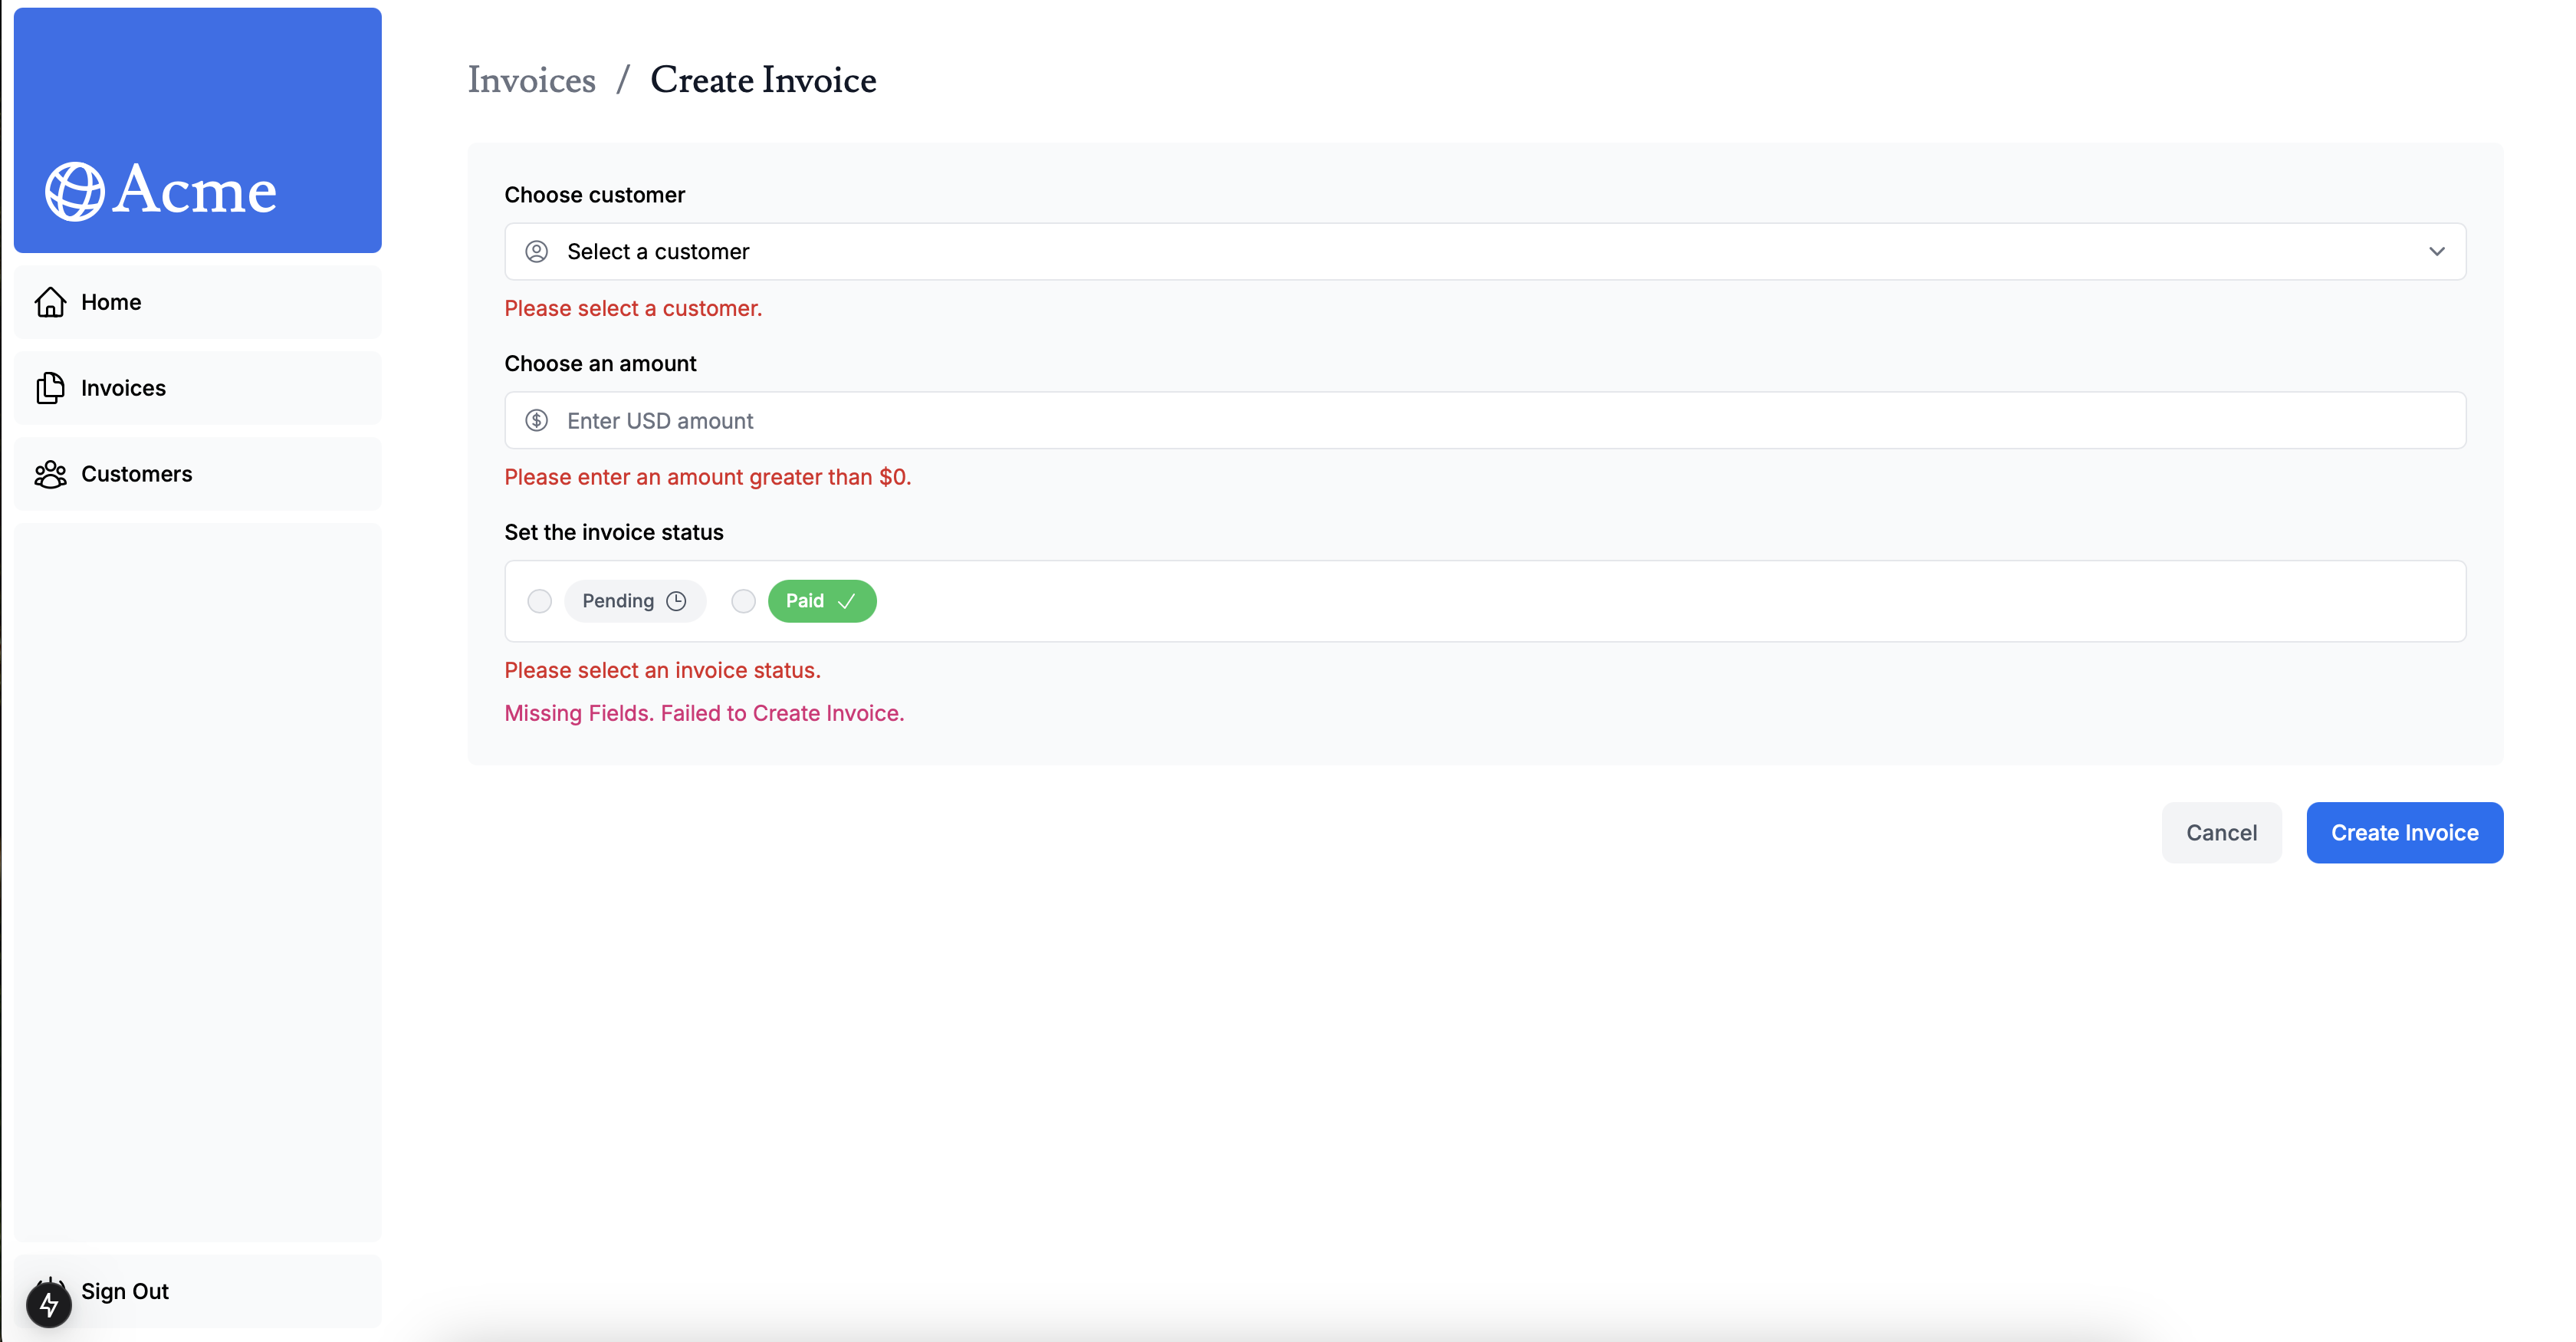 Acme
Home
Invoices
Customers
Sign Out
Invoices / Create Invoice
Choose customer
Select a customer
Please select a customer.
Choose an amount
Enter USD amount
Please enter an amount greater than $0.
Set the invoice status
Pending Paid
Please select an invoice status.
Missing Fields. Failed to Create Invoice.
Cancel Create Invoice